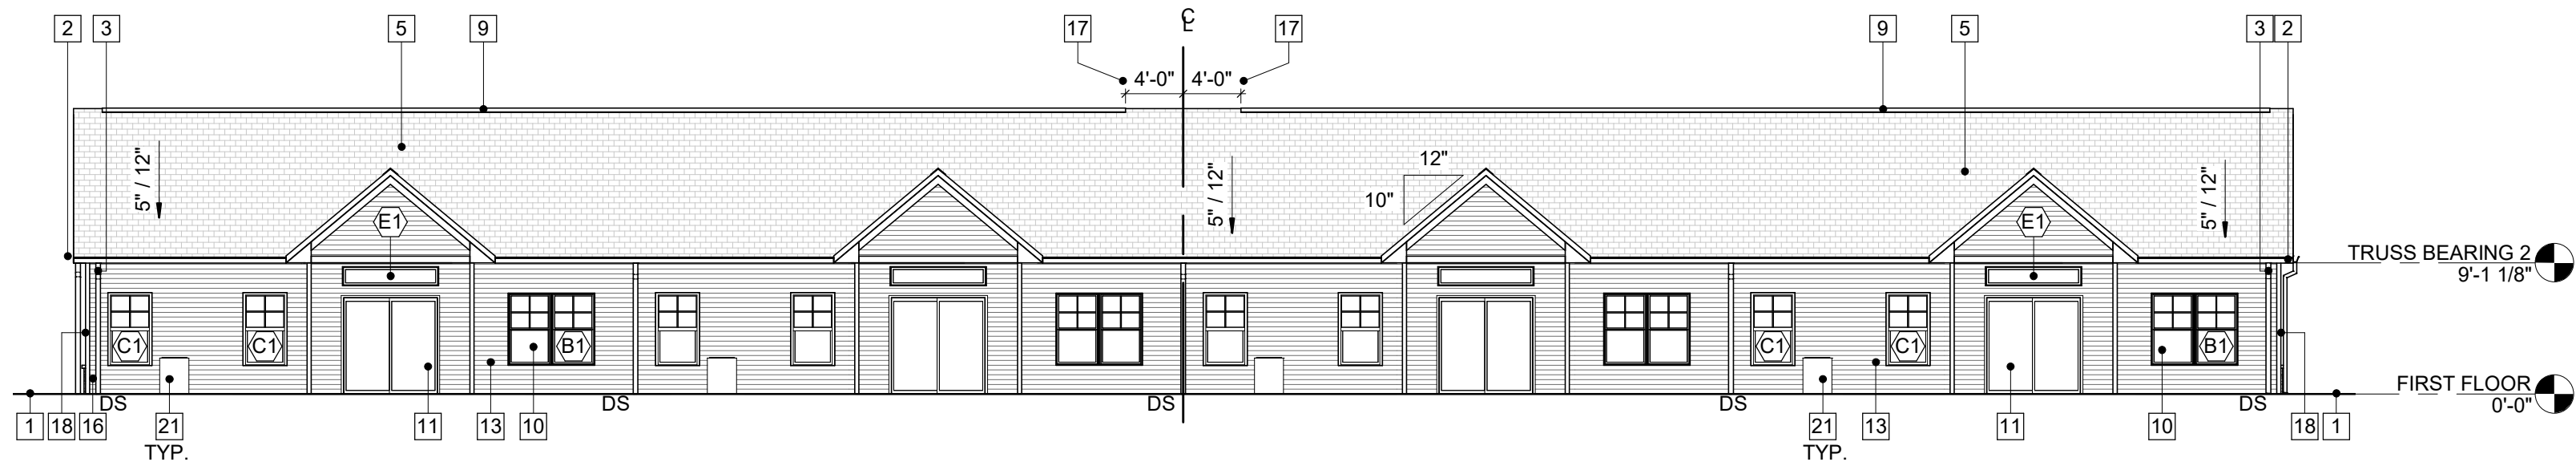 2
3
5
9
17
℄
17
9
5
3
2
4'-0"
4'-0"
5" / 12"
12"
10"
5" / 12"
5" / 12"
E1
E1
TRUSS BEARING 2
9'-1 1/8"
C1
C1
B1
C1
C1
B1
FIRST FLOOR
0'-0"
DS
DS
DS
DS
DS
1
18
16
21
11
13
10
21
13
11
10
18
1
TYP.
TYP.